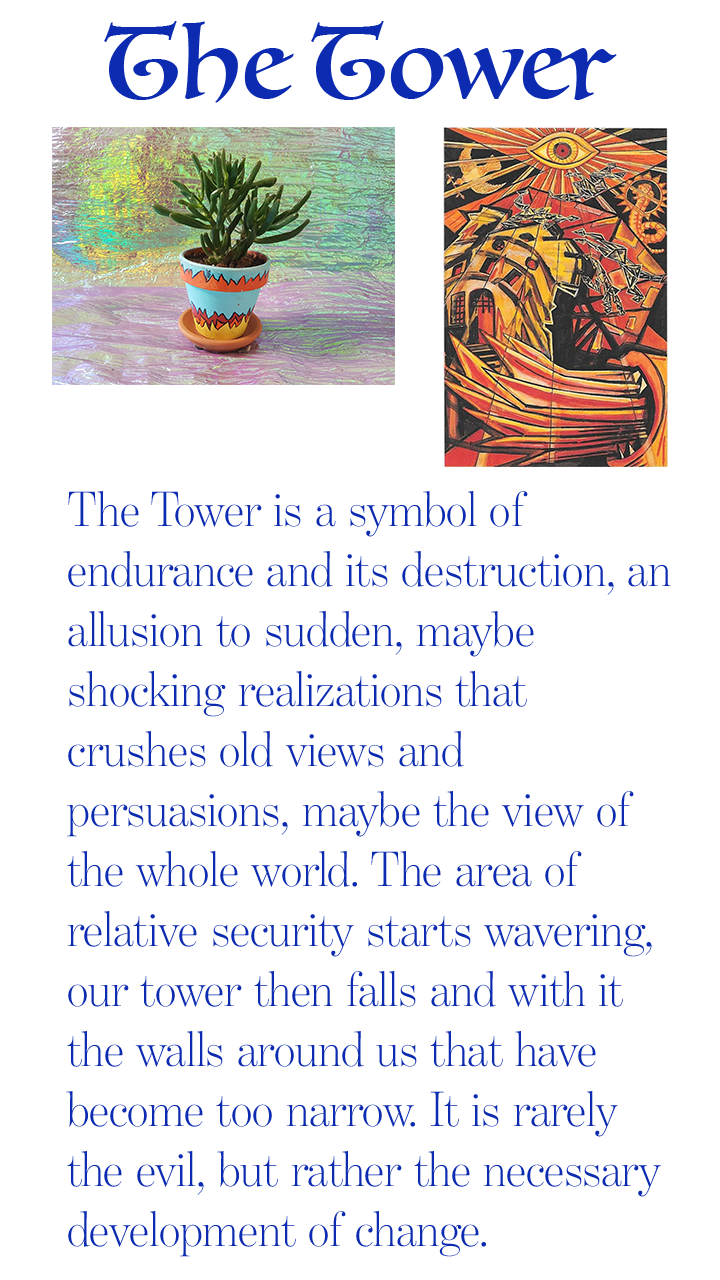 The Tower
The Tower is a symbol of
endurance and its destruction, an
allusion to sudden, maybe
shocking realizations that
crushes old views and
persuasions, maybe the view of
the whole world. The area of
relative security starts wavering,
our tower then falls and with it
the walls around us that have
become too narrow. It is rarely
the evil, but rather the necessary
development of change.